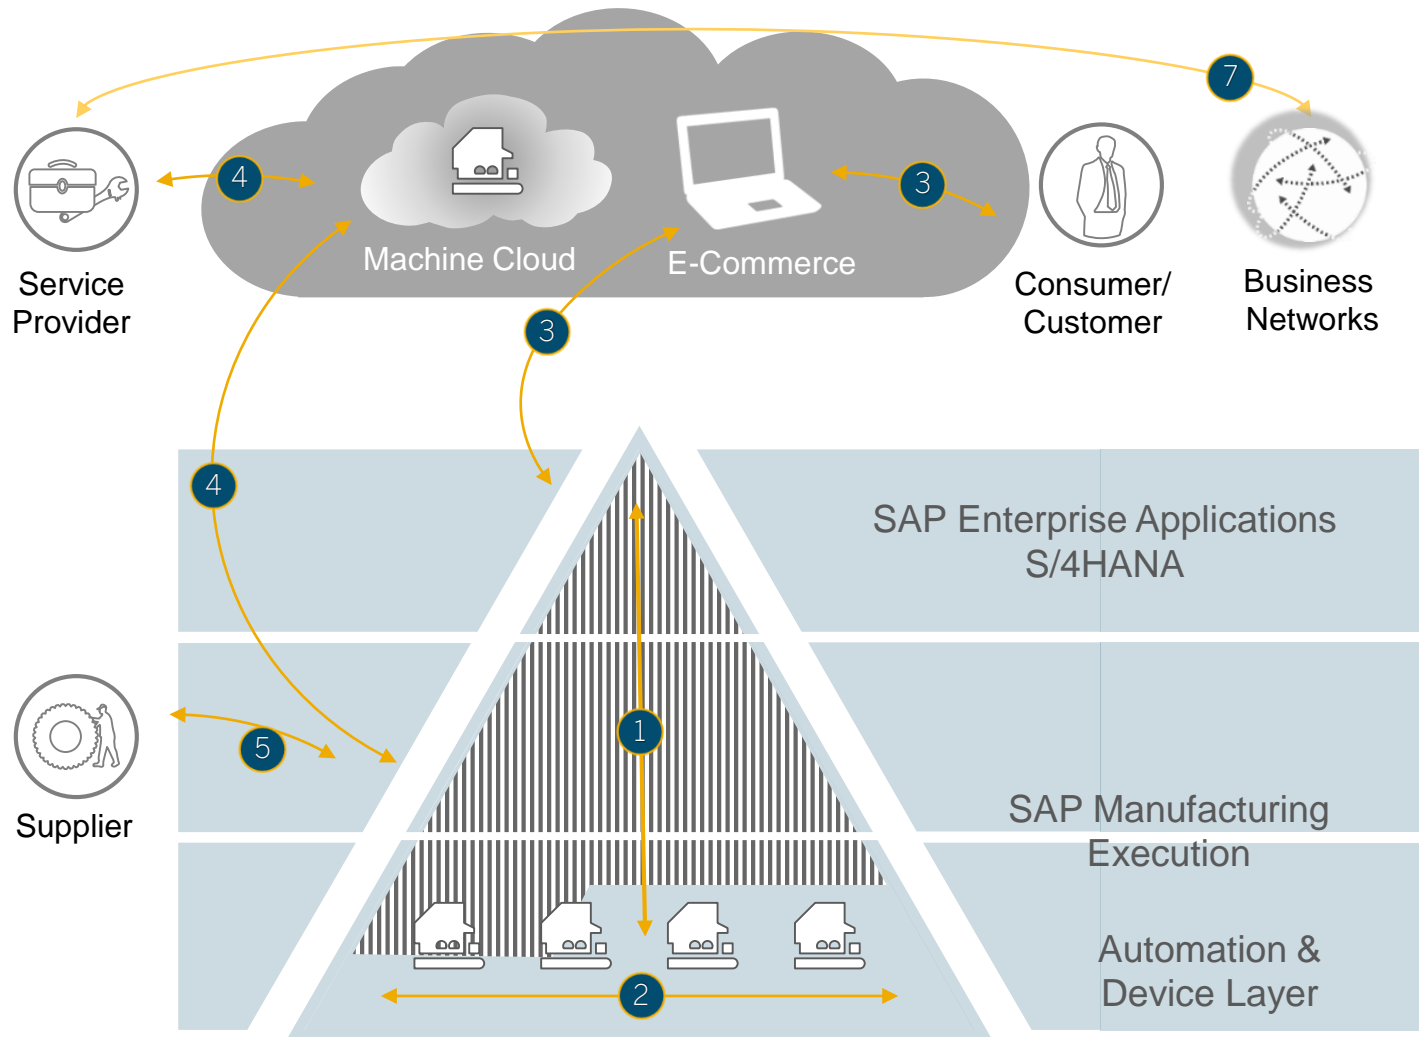 7
4
3
Machine Cloud
E-Commerce
Service
Provider
Consumer/
Customer
Business
Networks
3
4
SAP Enterprise Applications
S/4HANA
1
5
Supplier
SAP Manufacturing
Execution
Automation &
Device Layer
2